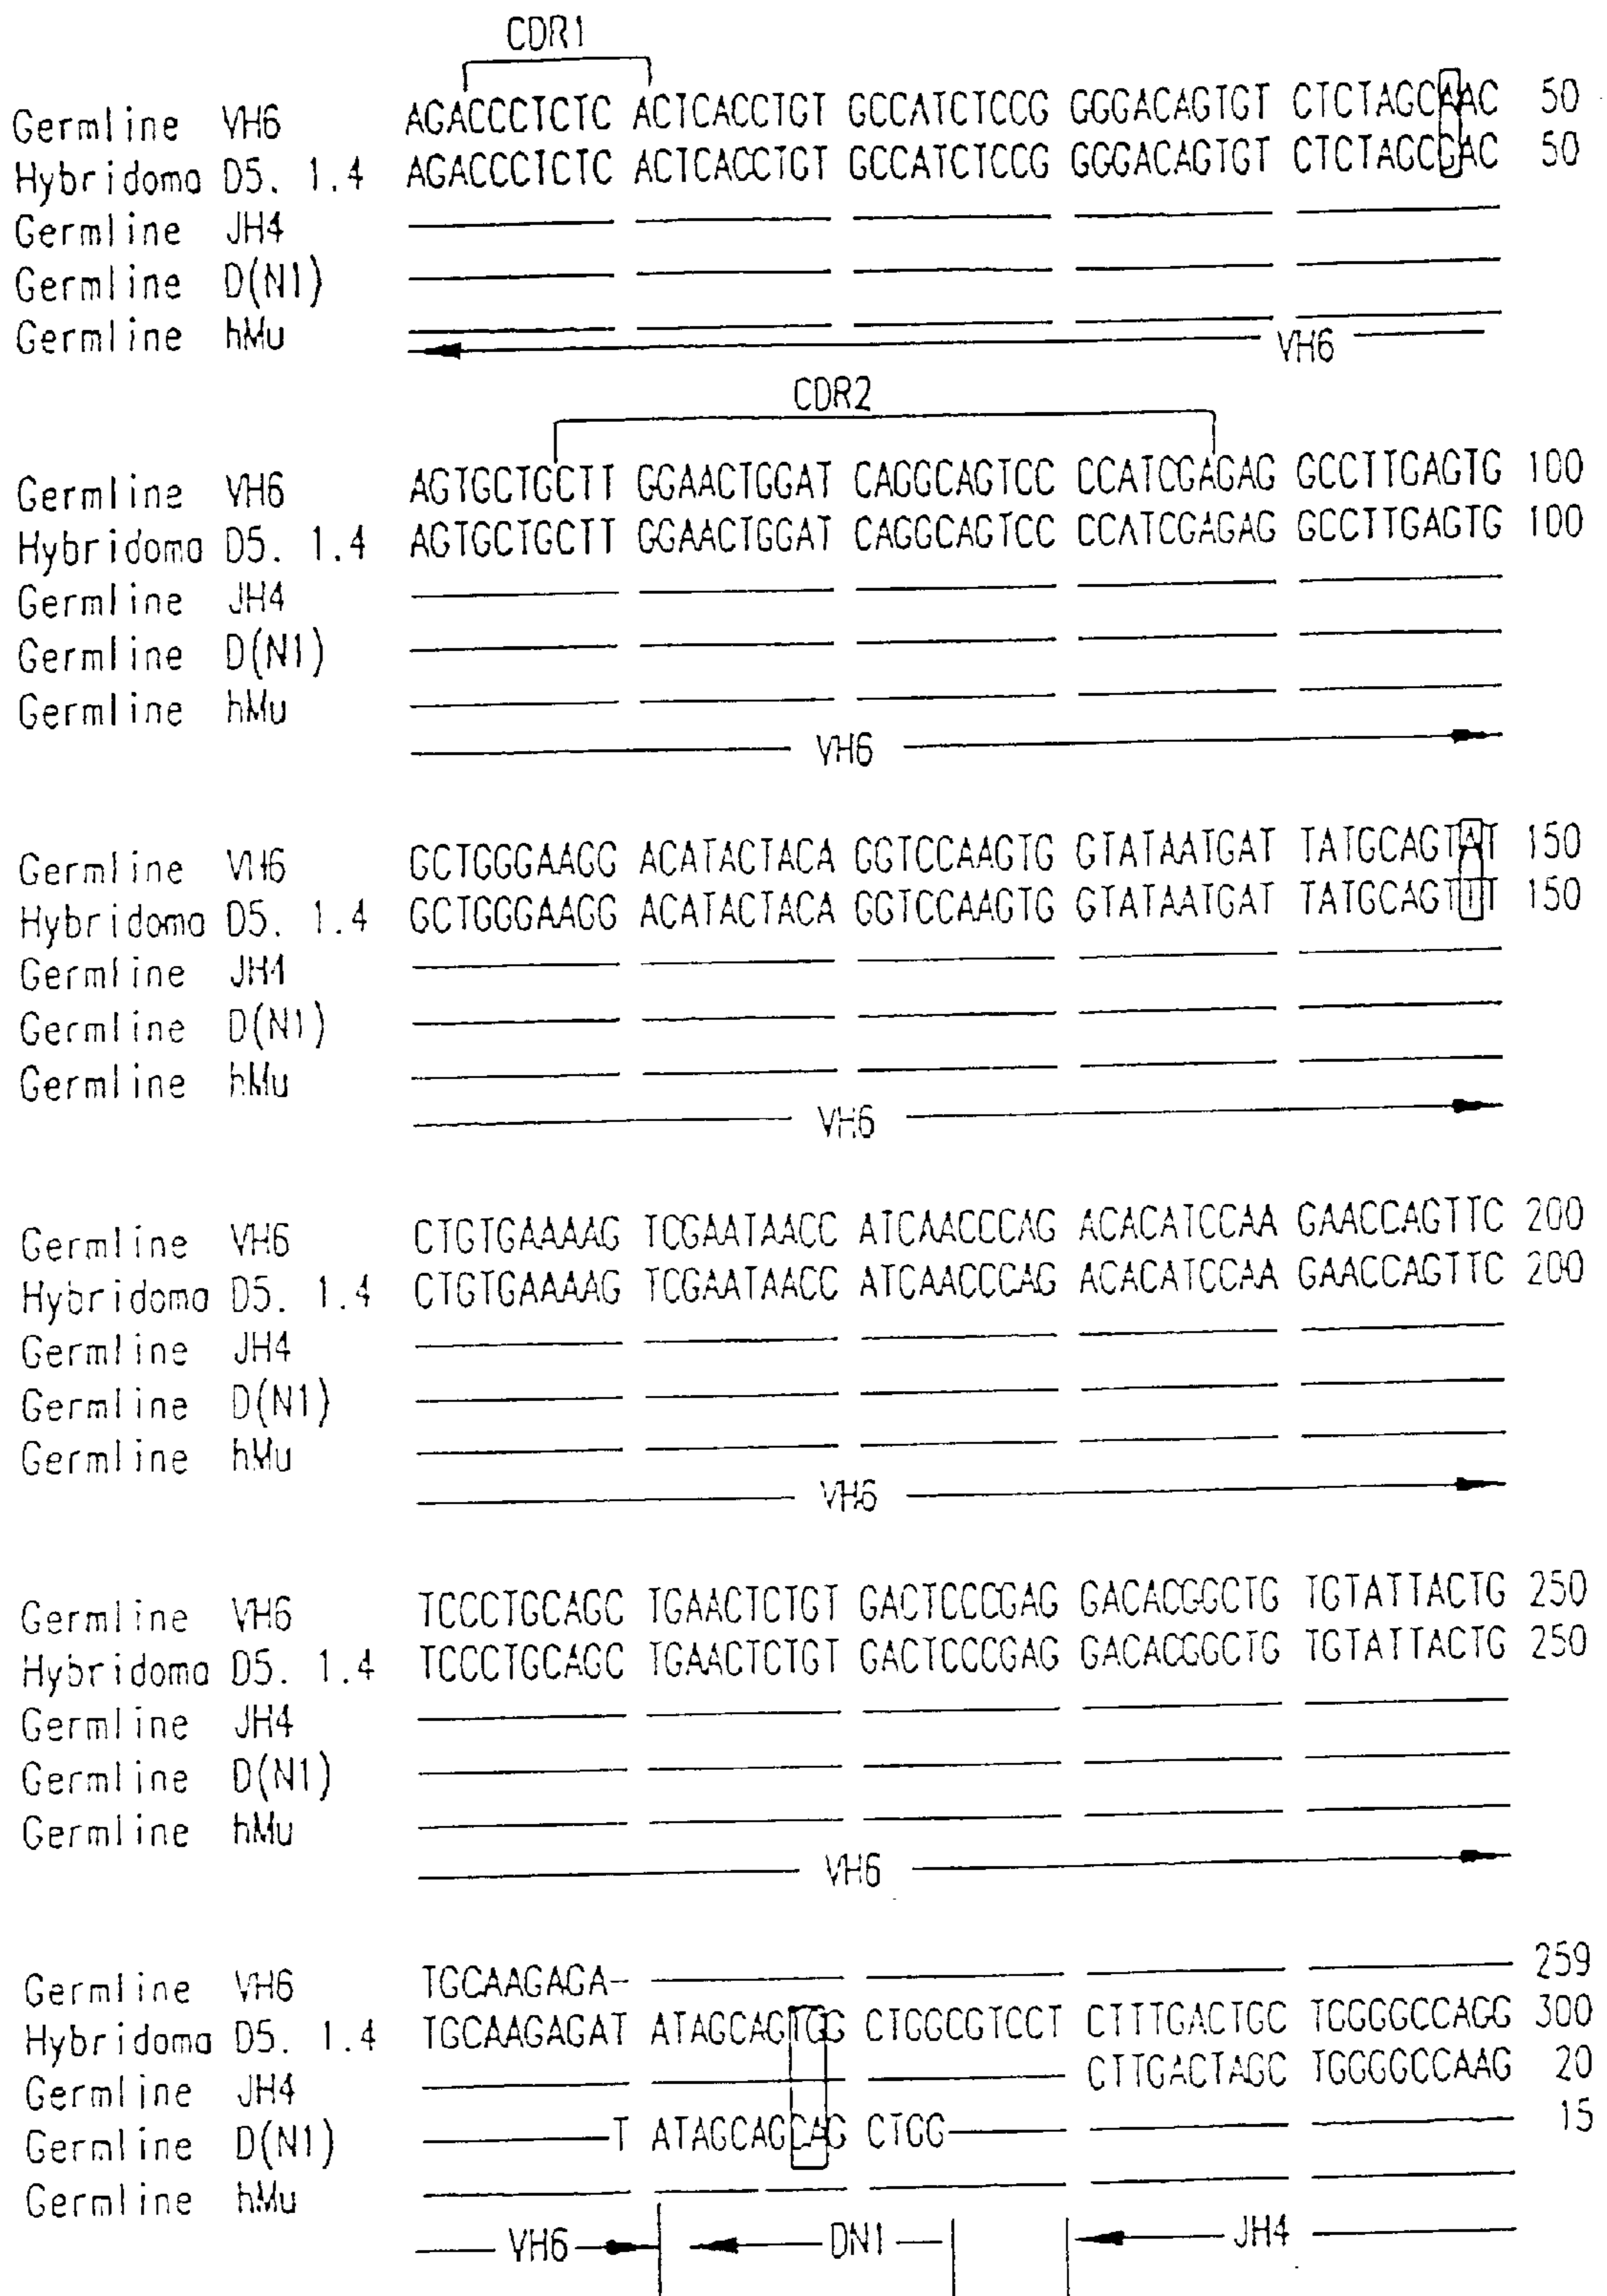 CDR1
Germline VH6 AGACCCTCTC ACTCACCTGT GCCATCTCCG GGGACAGTGT CTCTAGCAAC 50
Hybridoma D5. 1.4 AGACCCTCTC ACTCACCTGT GCCATCTCCG GGGACAGTGT CTCTAGCGAC 50
Germline JH4
Germline D(N1)
Germline hMu
VH6
CDR2
Germline VH6 AGTGCTGCTT GGAACTGGAT CAGGCAGTCC CCATCGAGAG GCCTTGAGTG 100
Hybridoma D5. 1.4 AGTGCTGCTT GGAACTGGAT CAGGCAGTCC CCATCGAGAG GCCTTGAGTG 100
Germline JH4
Germline D(N1)
Germline hMu
VH6
Germline VH6 GCTGGGAAGG ACATACTACA GGTCCAAGTG GTATAATGAT TATGCAGTAT 150
Hybridoma D5. 1.4 GCTGGGAAGG ACATACTACA GGTCCAAGTG GTATAATGAT TATGCAGTTT 150
Germline JH4
Germline D(N1)
Germline hMu
VH6
Germline VH6 CTGTGAAAAG TCGAATAACC ATCAACCCAG ACACATCCAA GAACCAGTTC 200
Hybridoma D5. 1.4 CTGTGAAAAG TCGAATAACC ATCAACCCAG ACACATCCAA GAACCAGTTC 200
Germline JH4
Germline D(N1)
Germline hMu
VH6
Germline VH6 TCCCTGCAGC TGAACTCTGT GACTCCCGAG GACACGGCTG TGTATTACTG 250
Hybridoma D5. 1.4 TCCCTGCAGC TGAACTCTGT GACTCCCGAG GACACGGCTG TGTATTACTG 250
Germline JH4
Germline D(N1)
Germline hMu
VH6
Germline VH6 TGCAAGAGA- 259
Hybridoma D5. 1.4 TGCAAGAGAT ATAGCAGTGG CTGGCGTCCT CTTTGACTGC TGGGGCCAGG 300
Germline JH4 CTTGACTAGC TGGGGCCAAG 20
Germline D(N1) T ATAGCAGCAG CTGG 15
Germline hMu
VH6 DN1 JH4